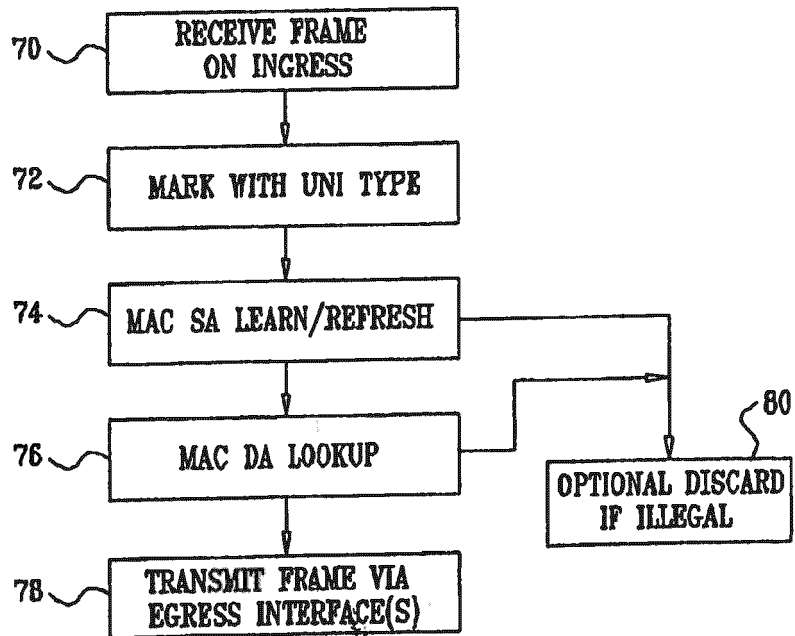 70
RECEIVE FRAME
ON INGRESS
72
MARK WITH UNI TYPE
74
MAC SA LEARN/REFRESH
76
MAC DA LOOKUP
80
OPTIONAL DISCARD
IF ILLEGAL
78
TRANSMIT FRAME VIA
EGRESS INTERFACE(S)